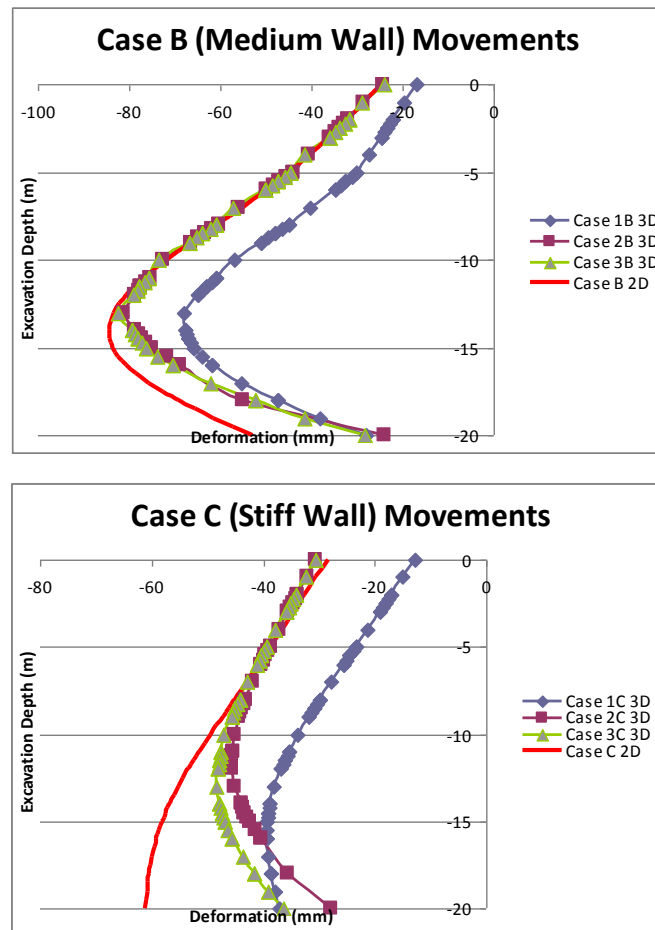 Case B (Medium Wall) Movements
-100 -80 -60 -40 -20 0
0
-5
-10
-15
-20
Excavation Depth (m)
Deformation (mm)
Case 1B 3D
Case 2B 3D
Case 3B 3D
Case B 2D
Case C (Stiff Wall) Movements
-80 -60 -40 -20 0
0
-5
-10
-15
-20
Excavation Depth (m)
Deformation (mm)
Case 1C 3D
Case 2C 3D
Case 3C 3D
Case C 2D